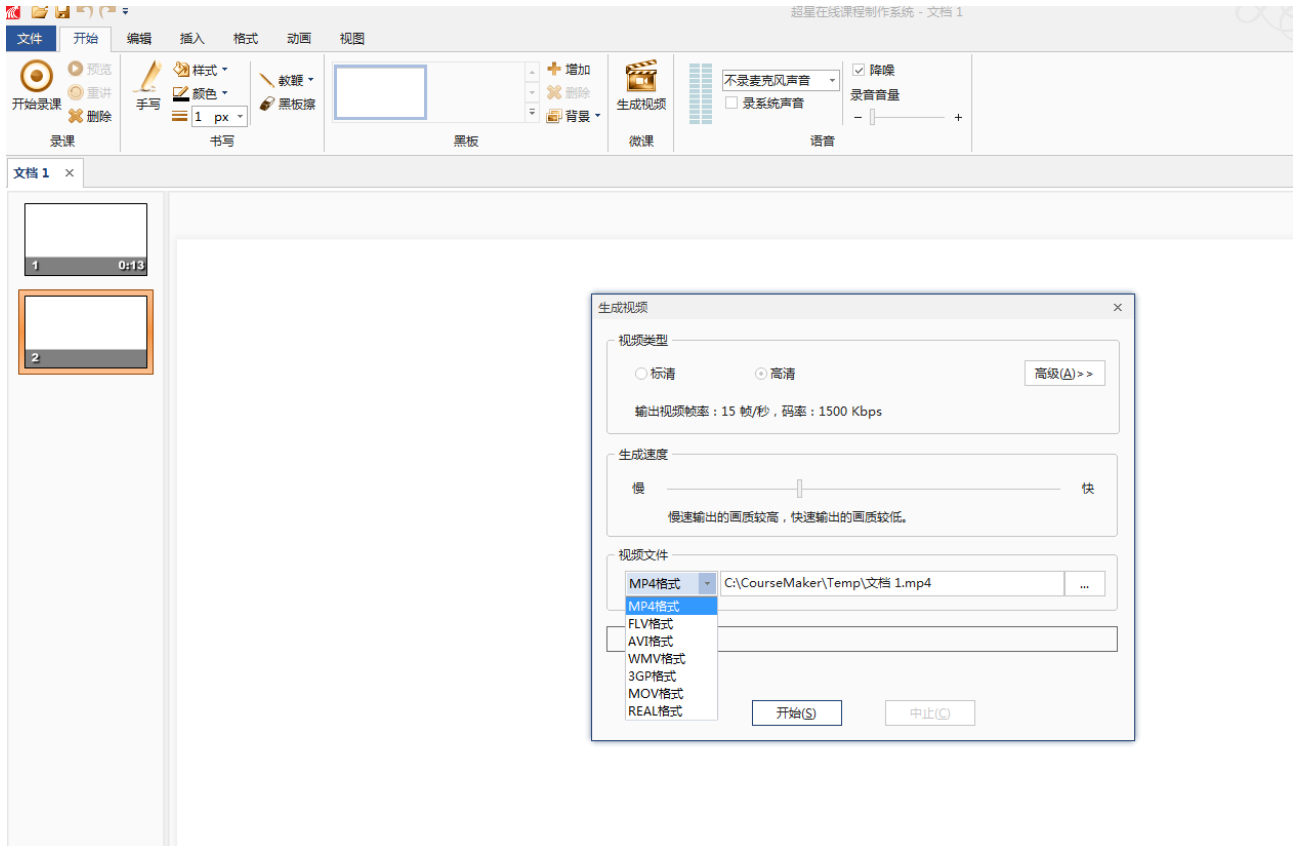 超星在线课程制作系统 - 文档 1
文件 开始 编辑 插入 格式 动画 视图
开始录课 预览 重讲 删除
录课
手写 样式 颜色 1 px 教鞭 黑板擦
书写
增加 删除 背景
黑板
生成视频
微课
不录麦克风声音 录系统声音 降噪 录音音量 - +
语音
文档 1 ×
1 0:13
2
生成视频 ×
视频类型
标清 高清 高级(A)>>
输出视频帧率：15 帧/秒，码率：1500 Kbps
生成速度
慢 快
慢速输出的画质较高，快速输出的画质较低。
视频文件
MP4格式 C:\CourseMaker\Temp\文档 1.mp4 ...
MP4格式
FLV格式
AVI格式
WMV格式
3GP格式
MOV格式
REAL格式
开始(S) 中止(C)